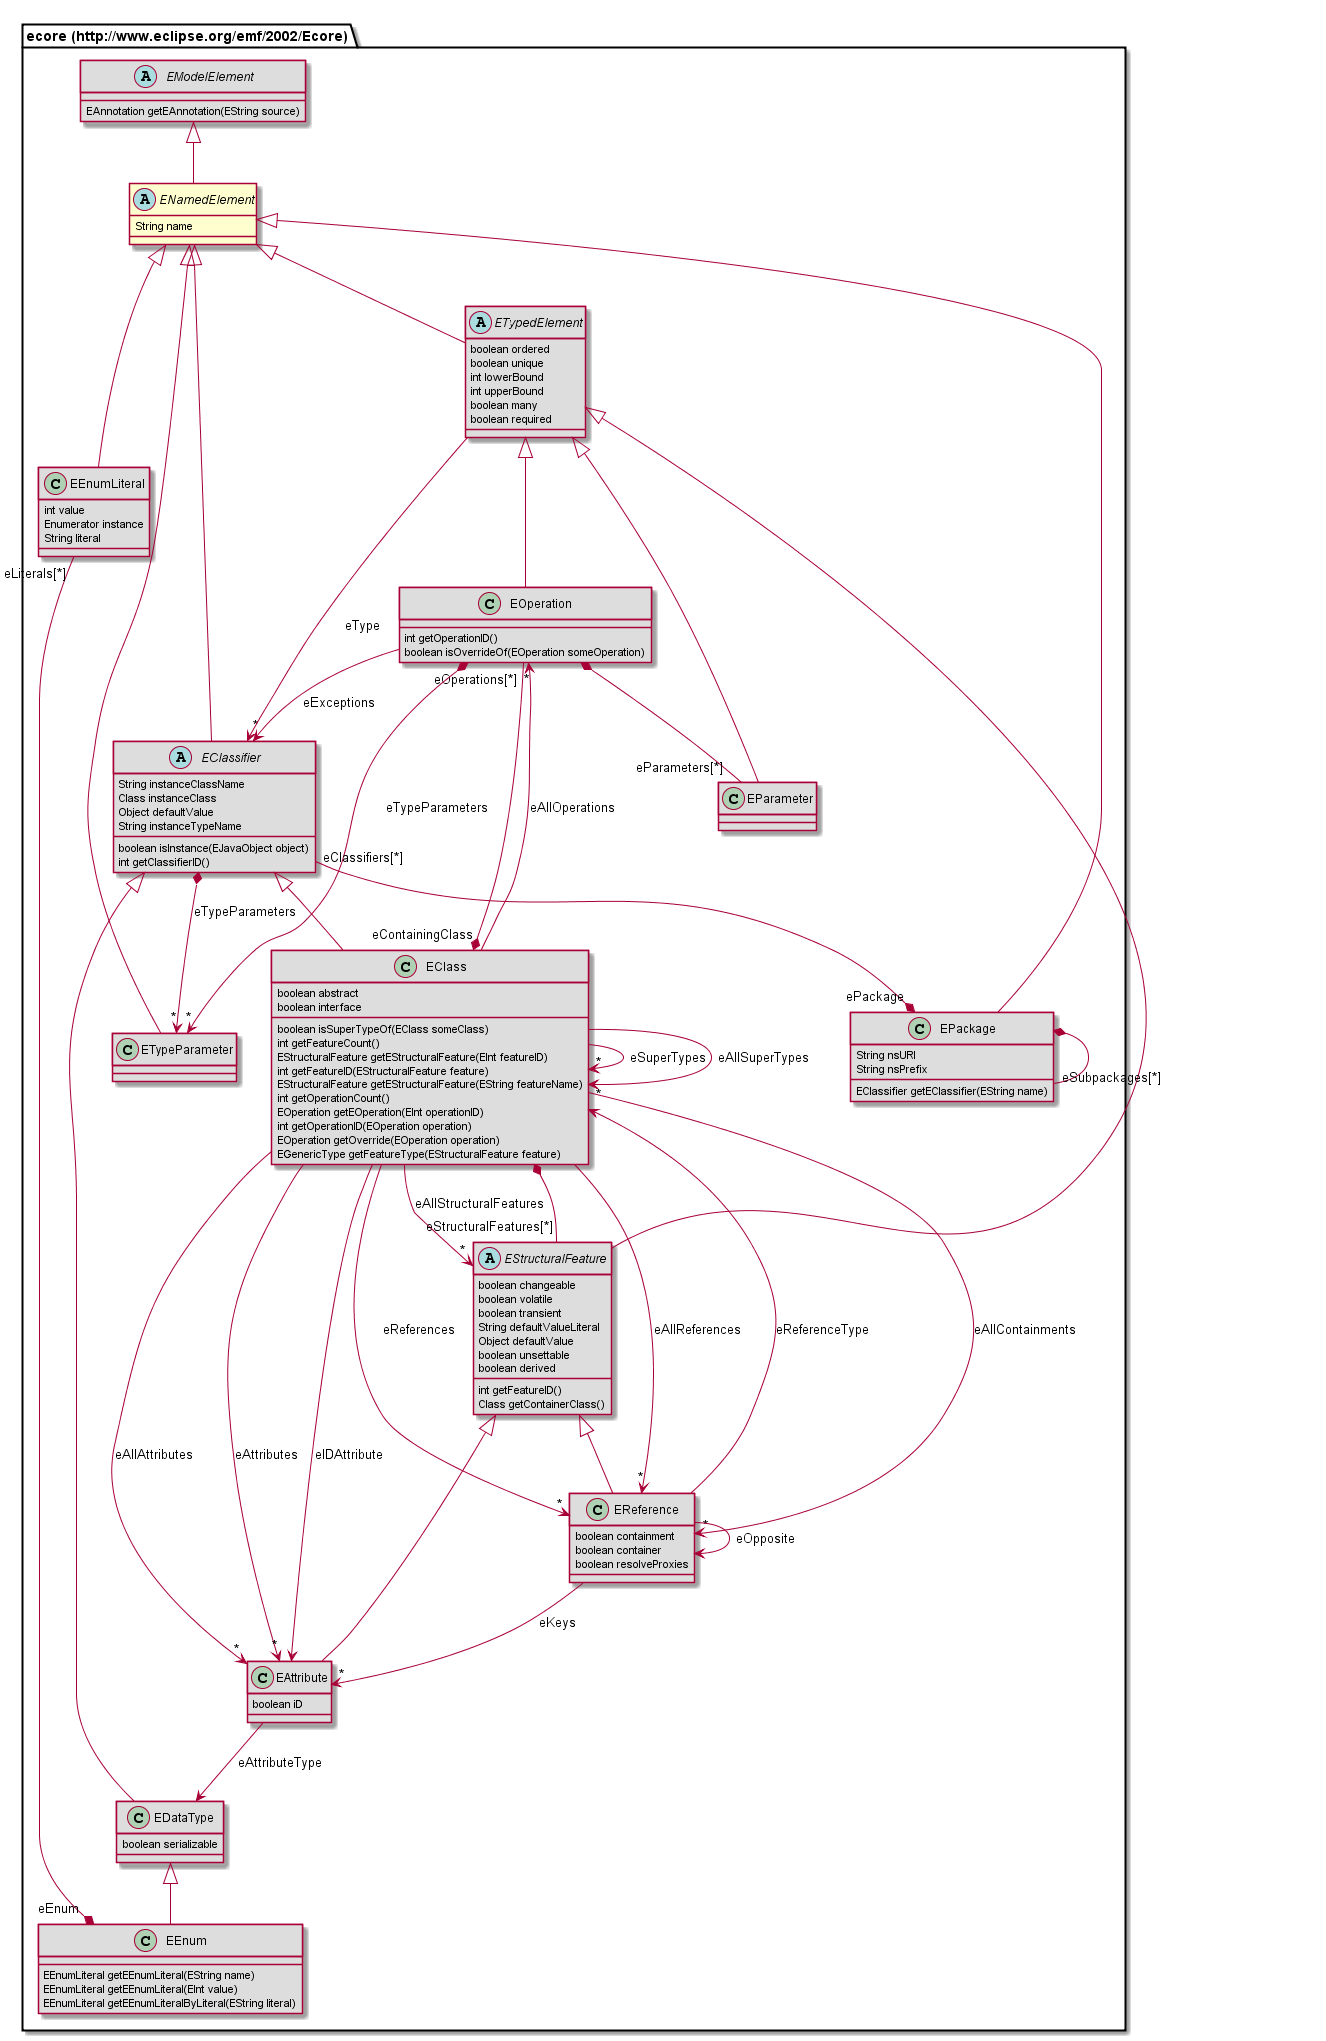 ecore (http://www.eclipse.org/emf/2002/Ecore)
A EModelElement
EAnnotation getEAnnotation(EString source)
A ENamedElement
String name
A ETypedElement
boolean ordered
boolean unique
int lowerBound
int upperBound
boolean many
boolean required
C EEnumLiteral
int value
Enumerator instance
String literal
eLiterals[*]
C EOperation
int getOperationID()
boolean isOverrideOf(EOperation someOperation)
eType
eOperations[*]
*
eExceptions
*
A EClassifier
String instanceClassName
Class instanceClass
Object defaultValue
String instanceTypeName
boolean isInstance(EJavaObject object)
int getClassifierID()
eParameters[*]
C EParameter
eTypeParameters
eAllOperations
eClassifiers[*]
eTypeParameters
eContainingClass
C EClass
boolean abstract
boolean interface
boolean isSuperTypeOf(EClass someClass)
int getFeatureCount()
EStructuralFeature getEStructuralFeature(EInt featureID)
int getFeatureID(EStructuralFeature feature)
EStructuralFeature getEStructuralFeature(EString featureName)
int getOperationCount()
EOperation getEOperation(EInt operationID)
int getOperationID(EOperation operation)
EOperation getOverride(EOperation operation)
EGenericType getFeatureType(EStructuralFeature feature)
*
*
C ETypeParameter
*
eSuperTypes
*
eAllSuperTypes
ePackage
C EPackage
String nsURI
String nsPrefix
EClassifier getEClassifier(EString name)
eSubpackages[*]
eAllStructuralFeatures
eStructuralFeatures[*]
*
A EStructuralFeature
boolean changeable
boolean volatile
boolean transient
String defaultValueLiteral
Object defaultValue
boolean unsettable
boolean derived
int getFeatureID()
Class getContainerClass()
eReferences
eAllReferences
eReferenceType
eAllContainments
eAllAttributes
eAttributes
eIDAttribute
*
*
*
C EReference
boolean containment
boolean container
boolean resolveProxies
eOpposite
eKeys
*
*
*
C EAttribute
boolean iD
eAttributeType
C EDataType
boolean serializable
eEnum
C EEnum
EEnumLiteral getEEnumLiteral(EString name)
EEnumLiteral getEEnumLiteral(EInt value)
EEnumLiteral getEEnumLiteralByLiteral(EString literal)